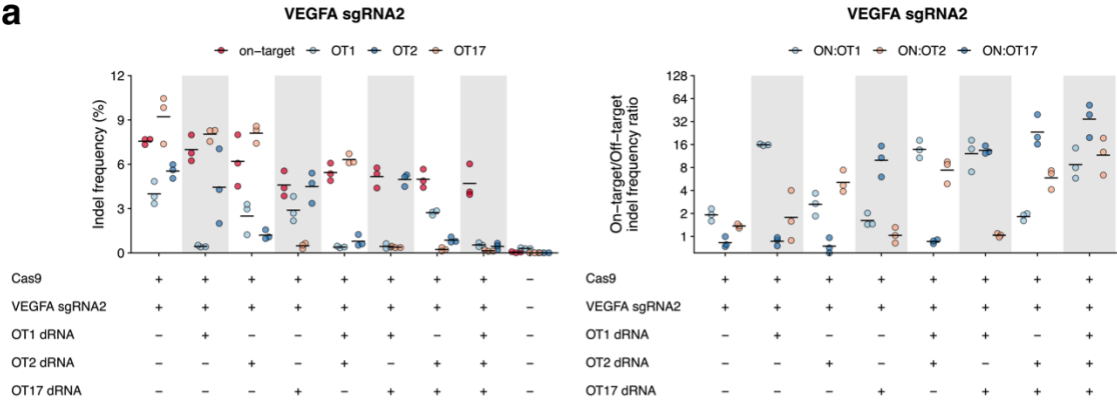 a
VEGFA sgRNA2
on-target OT1 OT2 OT17
Indel frequency (%)
12
9
6
3
0
Cas9 + + + + + + + + −
VEGFA sgRNA2 + + + + + + + + −
OT1 dRNA − + − − + + − + −
OT2 dRNA − − + − + − + + −
OT17 dRNA − − − + − + + + −
VEGFA sgRNA2
ON:OT1 ON:OT2 ON:OT17
On-target/Off-target
indel frequency ratio
128
64
32
16
8
4
2
1
Cas9 + + + + + + + +
VEGFA sgRNA2 + + + + + + + +
OT1 dRNA − + − − + + − +
OT2 dRNA − − + − + − + +
OT17 dRNA − − − + − + + +